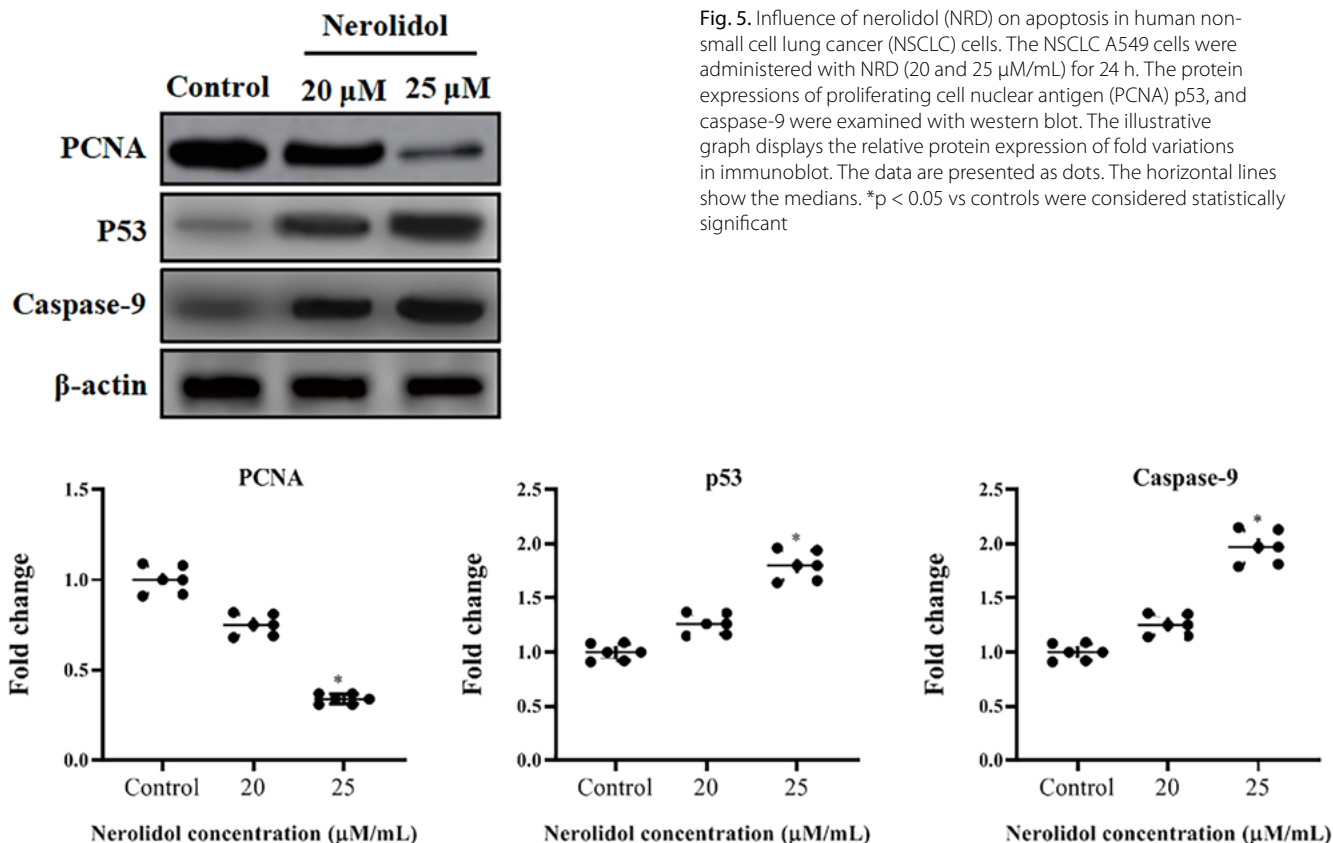 Nerolidol
Control 20 μM 25 μM
PCNA
P53
Caspase-9
β-actin
Fig. 5. Influence of nerolidol (NRD) on apoptosis in human non-
small cell lung cancer (NSCLC) cells. The NSCLC A549 cells were
administered with NRD (20 and 25 μM/mL) for 24 h. The protein
expressions of proliferating cell nuclear antigen (PCNA) p53, and
caspase-9 were examined with western blot. The illustrative
graph displays the relative protein expression of fold variations
in immunoblot. The data are presented as dots. The horizontal lines
show the medians. *p < 0.05 vs controls were considered statistically
significant
PCNA
Fold change
1.5
1.0
0.5
0.0
*
Control 20 25
Nerolidol concentration (μM/mL)
p53
Fold change
2.5
2.0
1.5
1.0
0.5
0.0
*
Control 20 25
Nerolidol concentration (μM/mL)
Caspase-9
Fold change
2.5
2.0
1.5
1.0
0.5
0.0
*
Control 20 25
Nerolidol concentration (μM/mL)